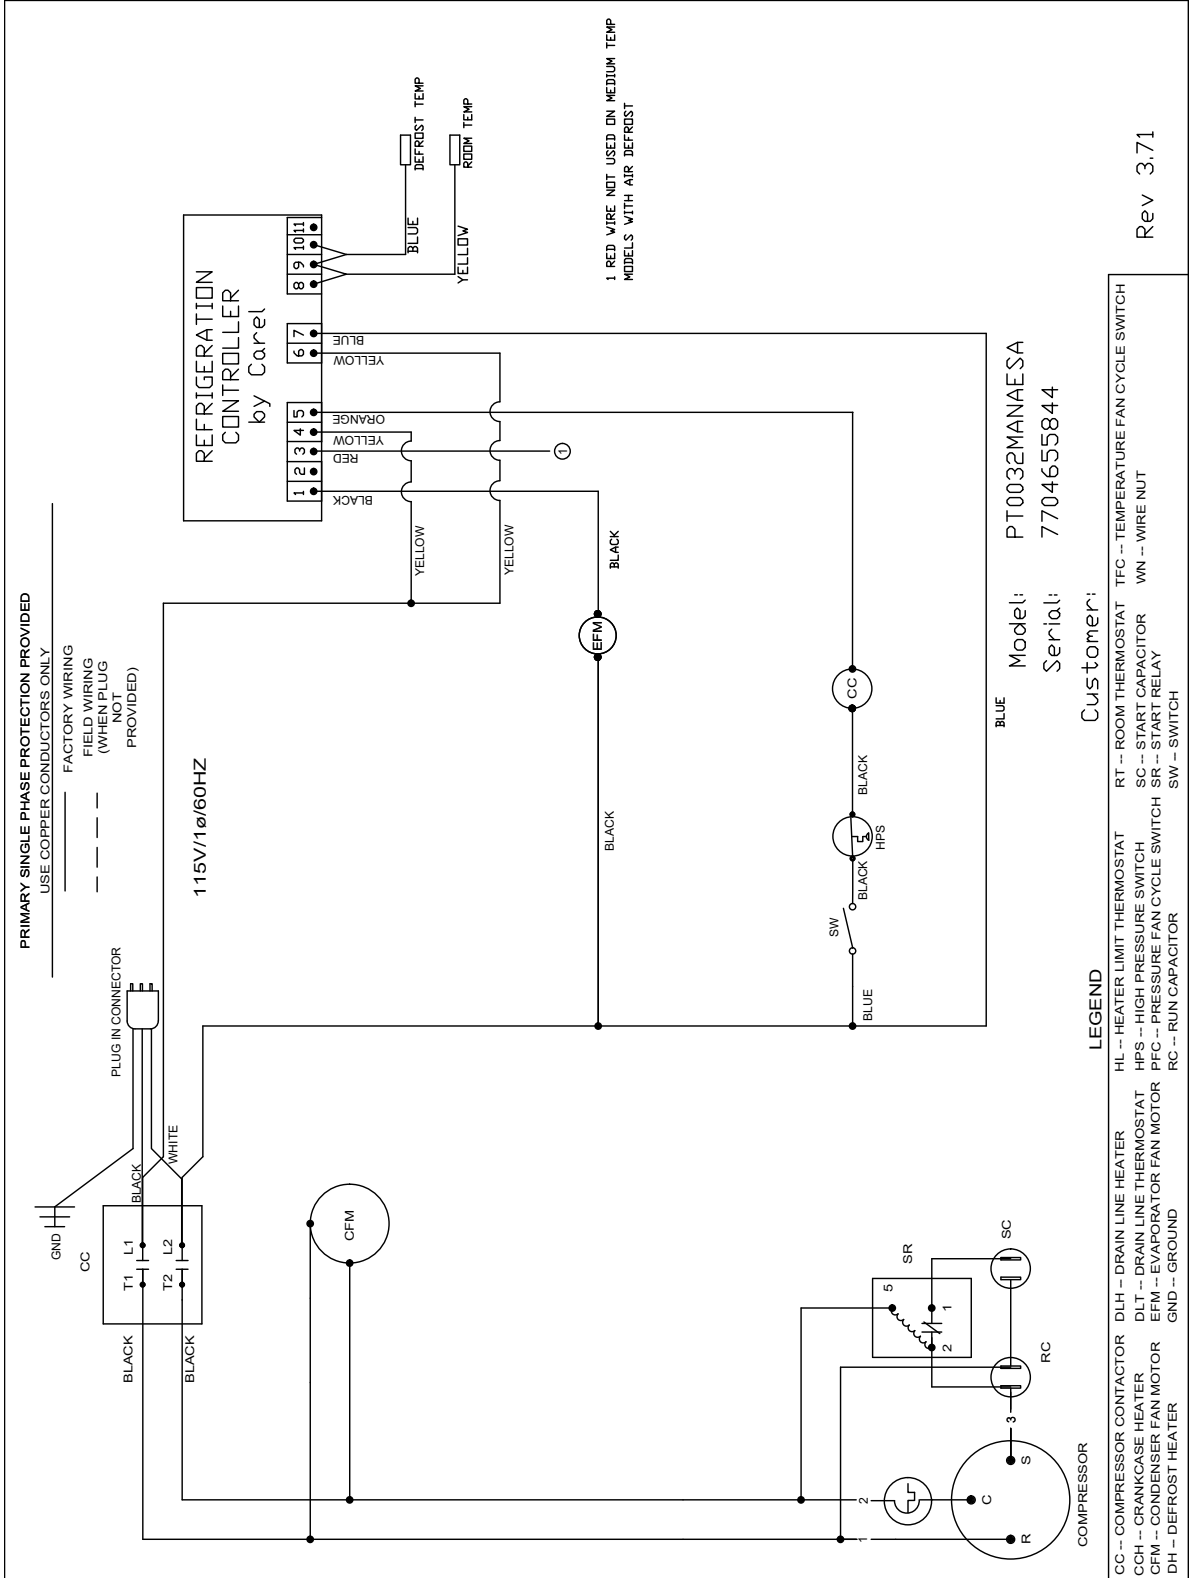 PRIMARY SINGLE PHASE PROTECTION PROVIDED
USE COPPER CONDUCTORS ONLY
FACTORY WIRING
FIELD WIRING
(WHEN PLUG
NOT
PROVIDED)
115V/1ø/60HZ
PLUG IN CONNECTOR
GND
CC
BLACK
WHITE
T1
L1
T2
L2
BLACK
BLACK
CFM
REFRIGERATION
CONTROLLER
by Carel
1
2
3
4
5
6
7
8
9
10
11
BLACK
RED
YELLOW
ORANGE
YELLOW
BLUE
DEFROST TEMP
ROOM TEMP
BLUE
YELLOW
1 RED WIRE NOT USED ON MEDIUM TEMP
MODELS WITH AIR DEFROST
1
YELLOW
YELLOW
BLACK
EFM
BLACK
CC
BLACK
HPS
BLACK
SW
BLUE
BLUE
SR
5
2
1
SC
RC
3
2
1
S
C
R
COMPRESSOR
Model: PT0032MANAESA
Serial: 7704655844
Customer:
Rev 3.71
LEGEND
CC -- COMPRESSOR CONTACTOR
CCH -- CRANKCASE HEATER
CFM -- CONDENSER FAN MOTOR
DH – DEFROST HEATER
DLH – DRAIN LINE HEATER
DLT -- DRAIN LINE THERMOSTAT
EFM -- EVAPORATOR FAN MOTOR
GND -- GROUND
HL -- HEATER LIMIT THERMOSTAT
HPS -- HIGH PRESSURE SWITCH
PFC -- PRESSURE FAN CYCLE SWITCH
RC -- RUN CAPACITOR
RT -- ROOM THERMOSTAT
SC -- START CAPACITOR
SR -- START RELAY
SW – SWITCH
TFC -- TEMPERATURE FAN CYCLE SWITCH
WN -- WIRE NUT